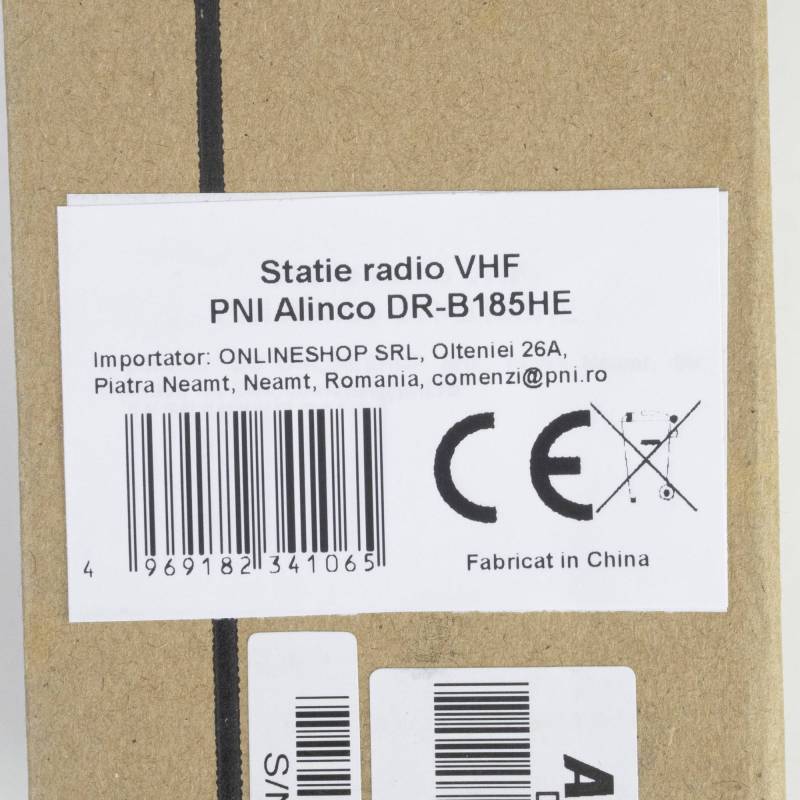 Statie radio VHF
PNI Alinco DR-B185HE
Importator: ONLINESHOP SRL, Olteniei 26A,
Piatra Neamt, Neamt, Romania, comenzi@pni.ro
CE
4 969182 341065
Fabricat in China
S/N
A